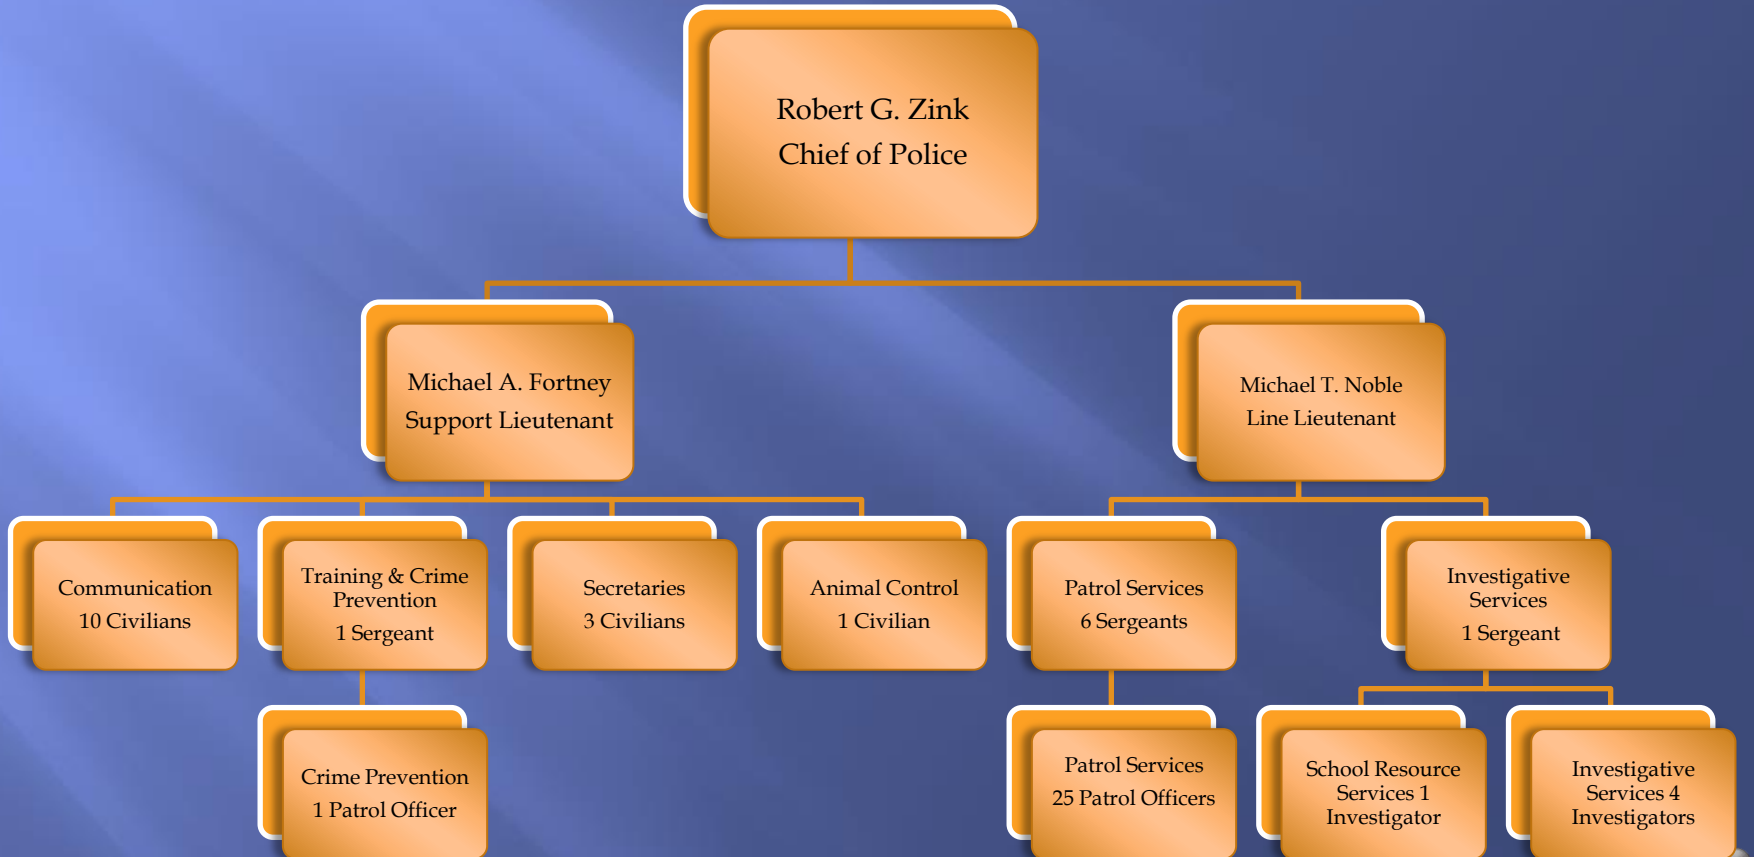 Robert G. Zink
Chief of Police
Michael A. Fortney
Support Lieutenant
Michael T. Noble
Line Lieutenant
Communication
10 Civilians
Training & Crime
Prevention
1 Sergeant
Secretaries
3 Civilians
Animal Control
1 Civilian
Patrol Services
6 Sergeants
Investigative
Services
1 Sergeant
Crime Prevention
1 Patrol Officer
Patrol Services
25 Patrol Officers
School Resource
Services 1
Investigator
Investigative
Services 4
Investigators